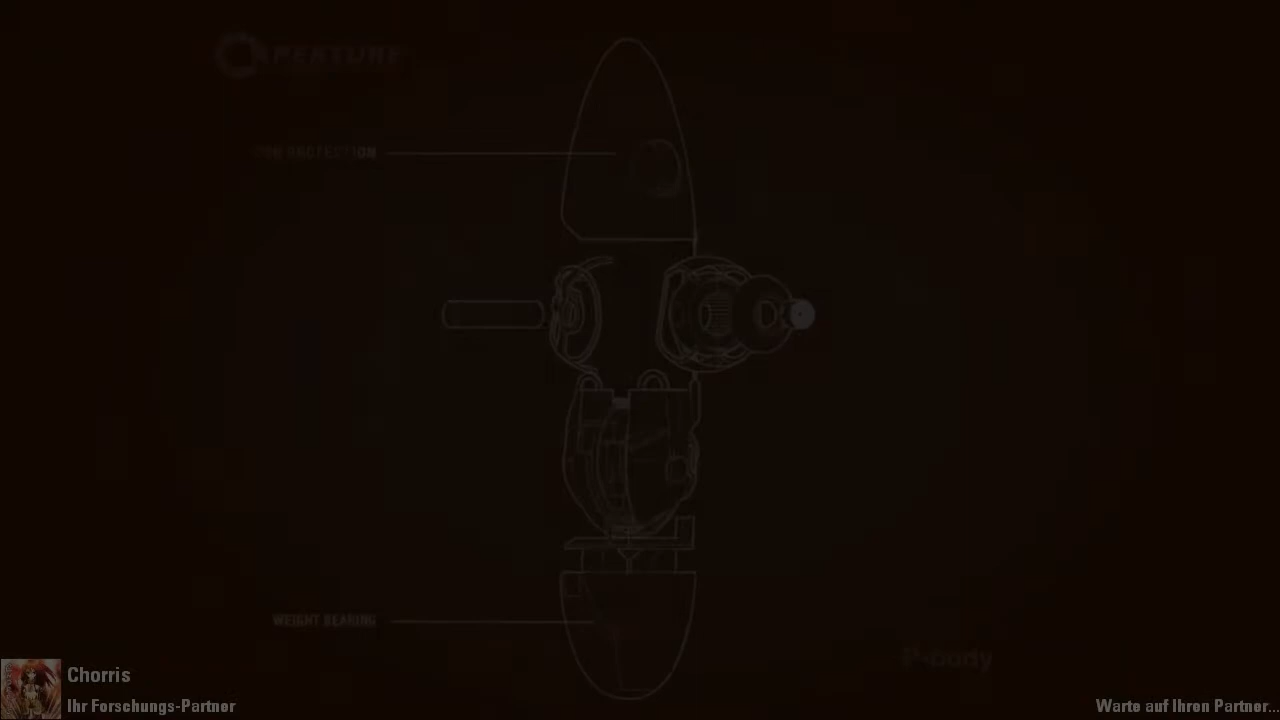 APERTURE
WEIGHT BEARING
P-body
Chorris
Ihr Forschungs-Partner
Warte auf Ihren Partner...